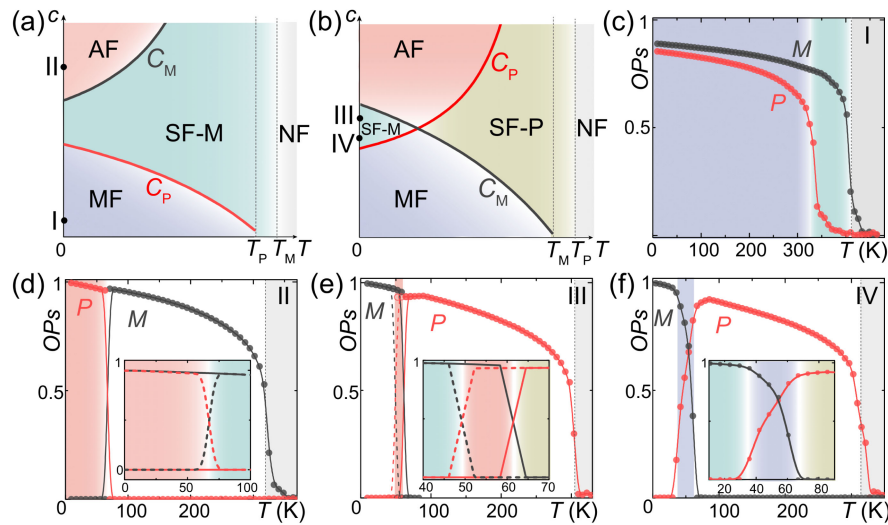 (a)
c
AF
II
C_M
SF-M
NF
C_P
MF
I
0
T_P T_M T
(b)
c
AF
C_P
III
SF-M
IV
SF-P
NF
MF
C_M
0
T_M T_P T
(c)
1
OPs
0.5
M
P
I
0 100 200 300 T (K)
(d)
1
OPs
0.5
P
M
II
1
0
0 50 100
0 100 200 T (K)
(e)
1
OPs
0.5
M
P
III
1
40 50 60 70
0 100 200 T (K)
(f)
1
OPs
0.5
M
P
IV
1
20 40 60 80
0 100 200 300 T (K)